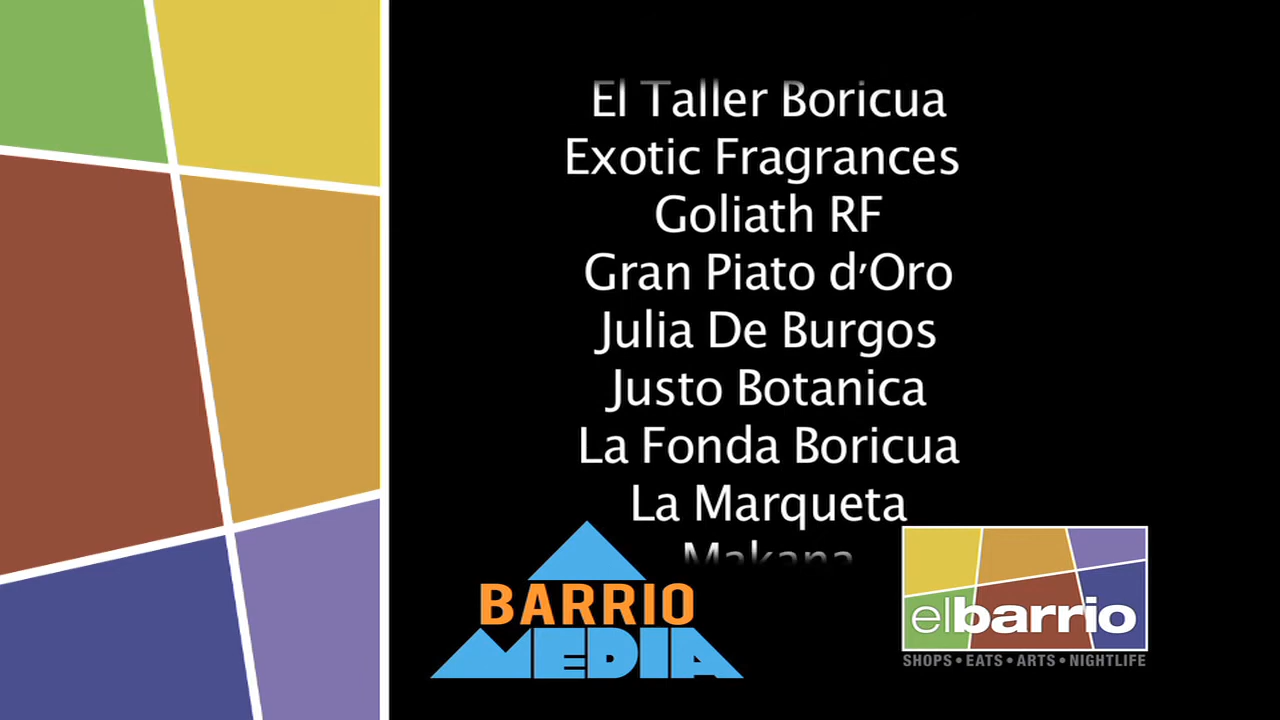 El Taller Boricua
Exotic Fragrances
Goliath RF
Gran Piato d'Oro
Julia De Burgos
Justo Botanica
La Fonda Boricua
La Marqueta
Makana
BARRIO
MEDIA
elbarrio
SHOPS • EATS • ARTS • NIGHTLIFE